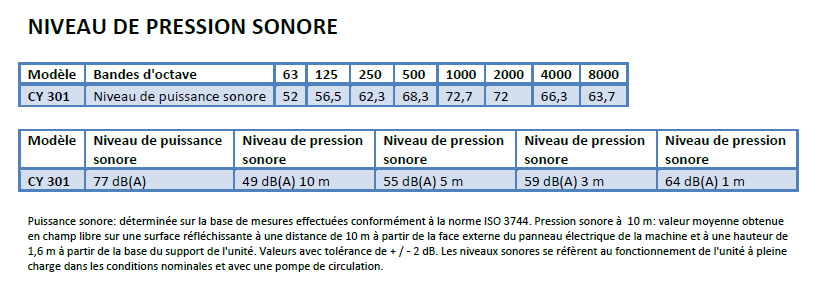 NIVEAU DE PRESSION SONORE
Modèle Bandes d'octave 63 125 250 500 1000 2000 4000 8000
CY 301 Niveau de puissance sonore 52 56,5 62,3 68,3 72,7 72 66,3 63,7
Modèle Niveau de puissance sonore Niveau de pression sonore Niveau de pression sonore Niveau de pression sonore Niveau de pression sonore
CY 301 77 dB(A) 49 dB(A) 10 m 55 dB(A) 5 m 59 dB(A) 3 m 64 dB(A) 1 m
Puissance sonore: déterminée sur la base de mesures effectuées conformément à la norme ISO 3744. Pression sonore à 10 m: valeur moyenne obtenue
en champ libre sur une surface réfléchissante à une distance de 10 m à partir de la face externe du panneau électrique de la machine et à une hauteur de
1,6 m à partir de la base du support de l'unité. Valeurs avec tolérance de + / - 2 dB. Les niveaux sonores se réfèrent au fonctionnement de l'unité à pleine
charge dans les conditions nominales et avec une pompe de circulation.